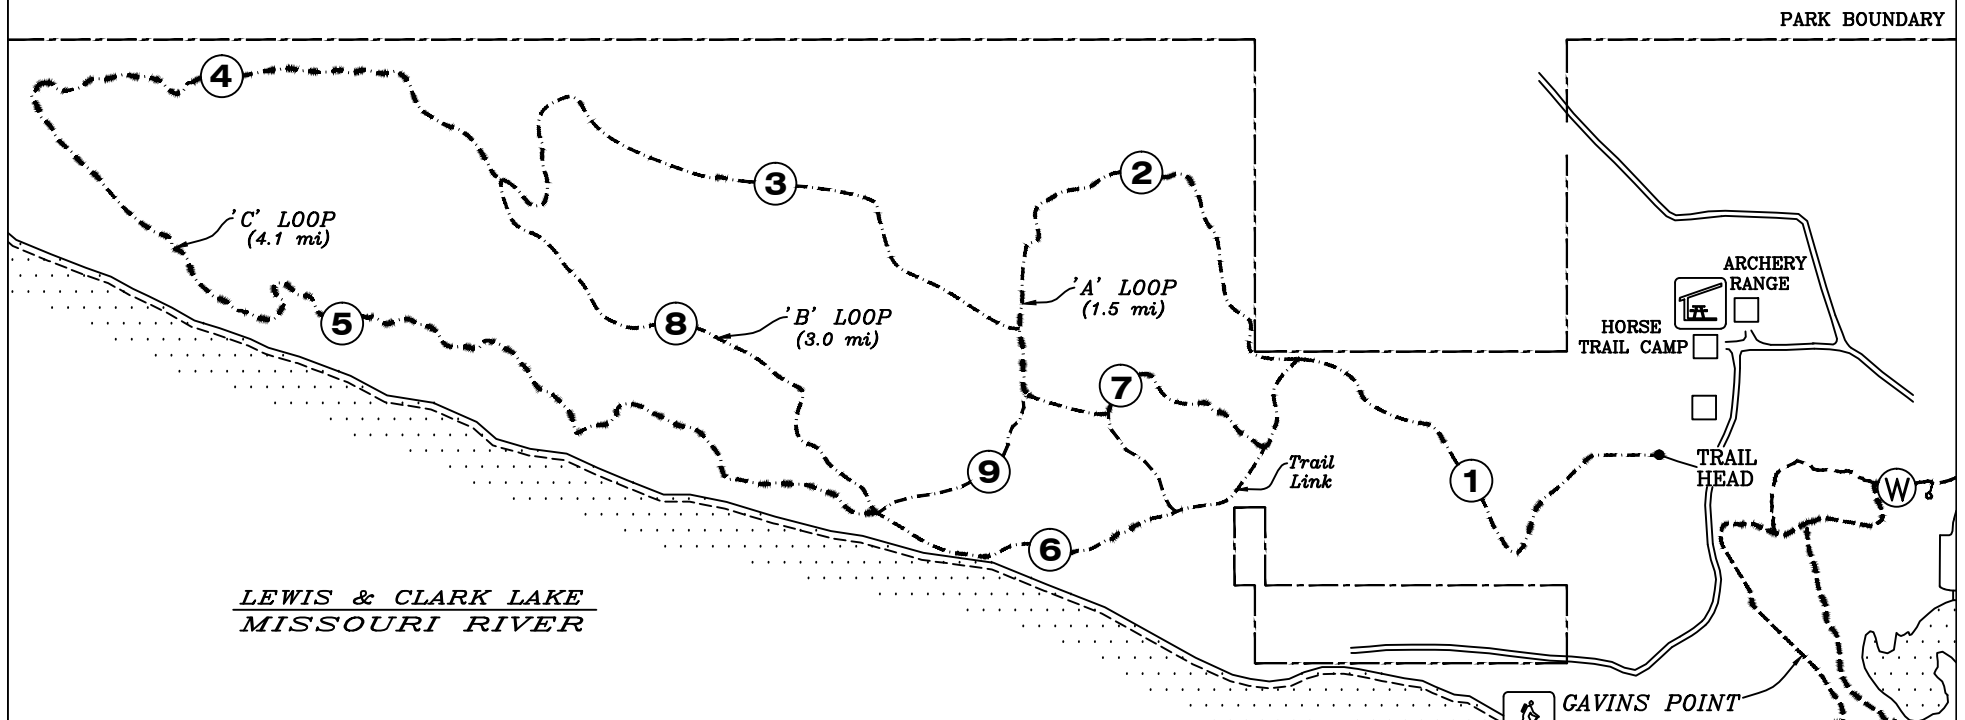 PARK BOUNDARY
4
2
3
'C' LOOP
(4.1 mi)
ARCHERY
RANGE
'A' LOOP
(1.5 mi)
5
8
'B' LOOP
(3.0 mi)
HORSE
TRAIL CAMP
7
9
Trail
Link
1
TRAIL
HEAD
W
6
LEWIS & CLARK LAKE
MISSOURI RIVER
GAVINS POINT